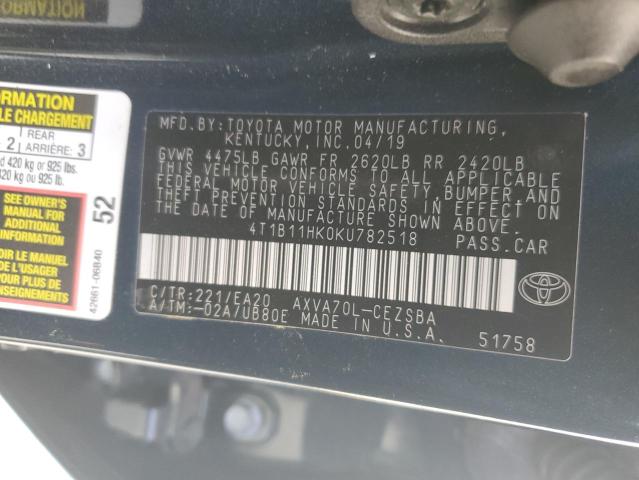 ORMATION
ORMATION
LE CHARGEMENT
2
REAR
ARRIÈRE:
3
420 kg or 925 lbs.
420 kg ou 925 lb.
SEE OWNER'S
MANUAL FOR
ADDITIONAL
INFORMATION
VOIR LE MANUEL
DE L'USAGER
POUR PLUS DE
RENSEIGNEMENTS
52
42661-06B40
MFD.BY:TOYOTA MOTOR MANUFACTURING,
KENTUCKY,INC.04/19
GVWR 4475LB GAWR FR 2620LB RR 2420LB
THIS VEHICLE CONFORMS TO ALL APPLICABLE
FEDERAL MOTOR VEHICLE SAFETY,BUMPER,AND
THEFT PREVENTION STANDARDS IN EFFECT ON
THE DATE OF MANUFACTURE SHOWN ABOVE.
4T1B11HK0KU782518 PASS.CAR
C/TR:221/EA20 AXVA70L-CEZSBA
A/TM:-02A/UB80E MADE IN U.S.A.
51758
TOYOTA